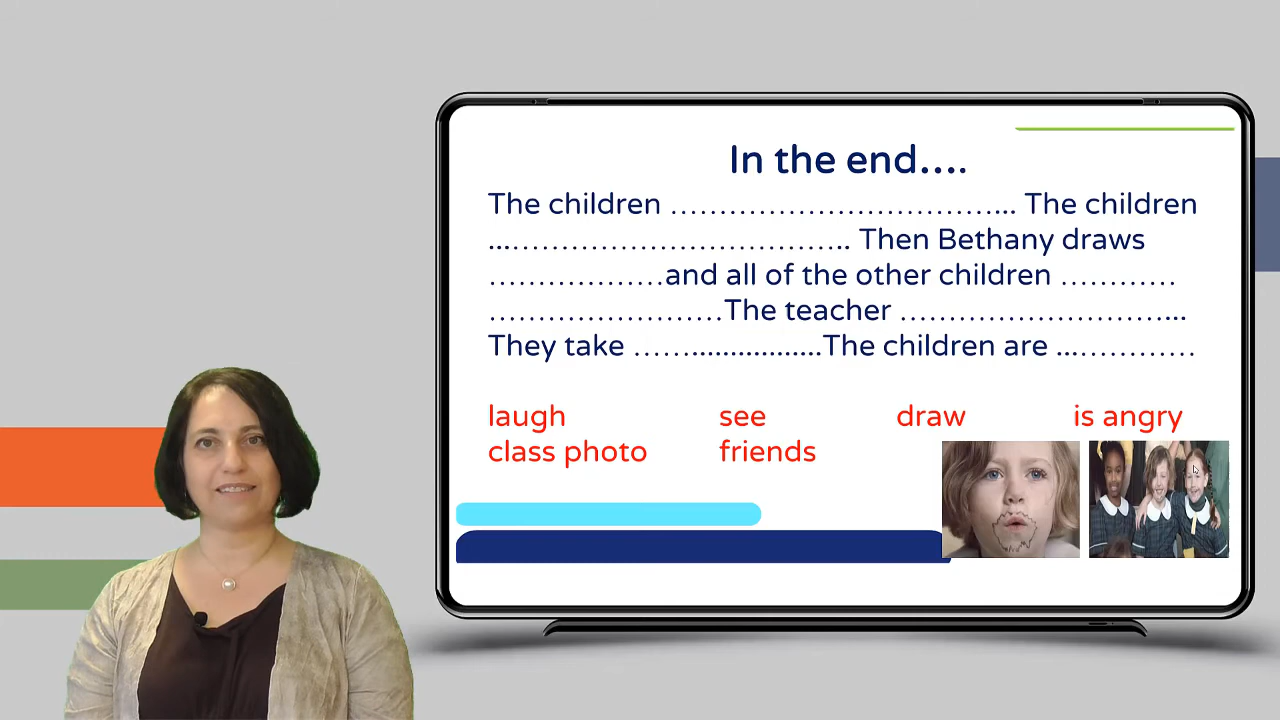 In the end….
The children …………………………………... The children
...……………………………….. Then Bethany draws
………………and all of the other children …………
……………………The teacher ………………………...
They take …….................The children are ...…………
laugh see draw is angry
class photo friends